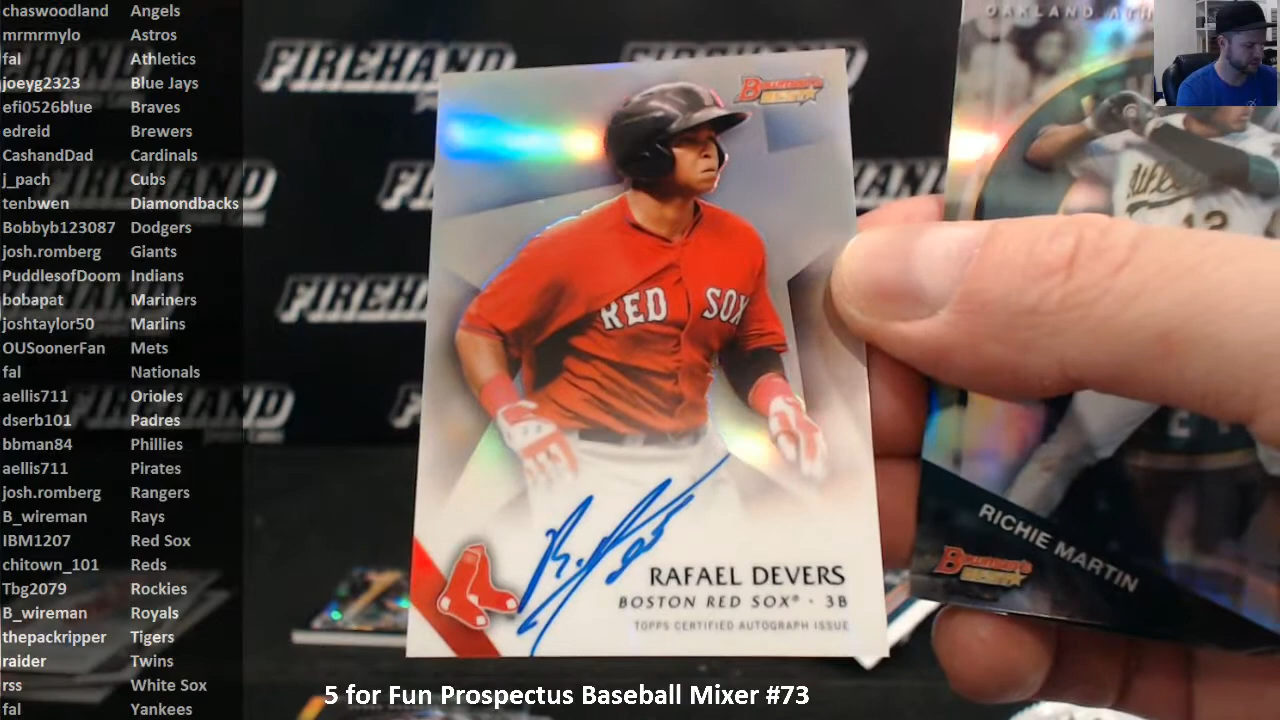 chaswoodland Angels
mrmrmylo Astros
fal Athletics
joeyg2323 Blue Jays
efi0526blue Braves
edreid Brewers
CashandDad Cardinals
j_pach Cubs
tenbwen Diamondbacks
Bobbyb123087 Dodgers
josh.romberg Giants
PuddlesofDoom Indians
bobapat Mariners
joshtaylor50 Marlins
OUSoonerFan Mets
fal Nationals
aellis711 Orioles
dserb101 Padres
bbman84 Phillies
aellis711 Pirates
josh.romberg Rangers
B_wireman Rays
IBM1207 Red Sox
chitown_101 Reds
Tbg2079 Rockies
B_wireman Royals
thepackripper Tigers
raider Twins
rss White Sox
fal Yankees
FIREHAND
FIREHAND
Bowman's
BEST
RED SOX
RAFAEL DEVERS
BOSTON RED SOX® · 3B
TOPPS CERTIFIED AUTOGRAPH ISSUE
OAKLAND ATH
RICHIE MARTIN
Bowman's
BEST
5 for Fun Prospectus Baseball Mixer #73